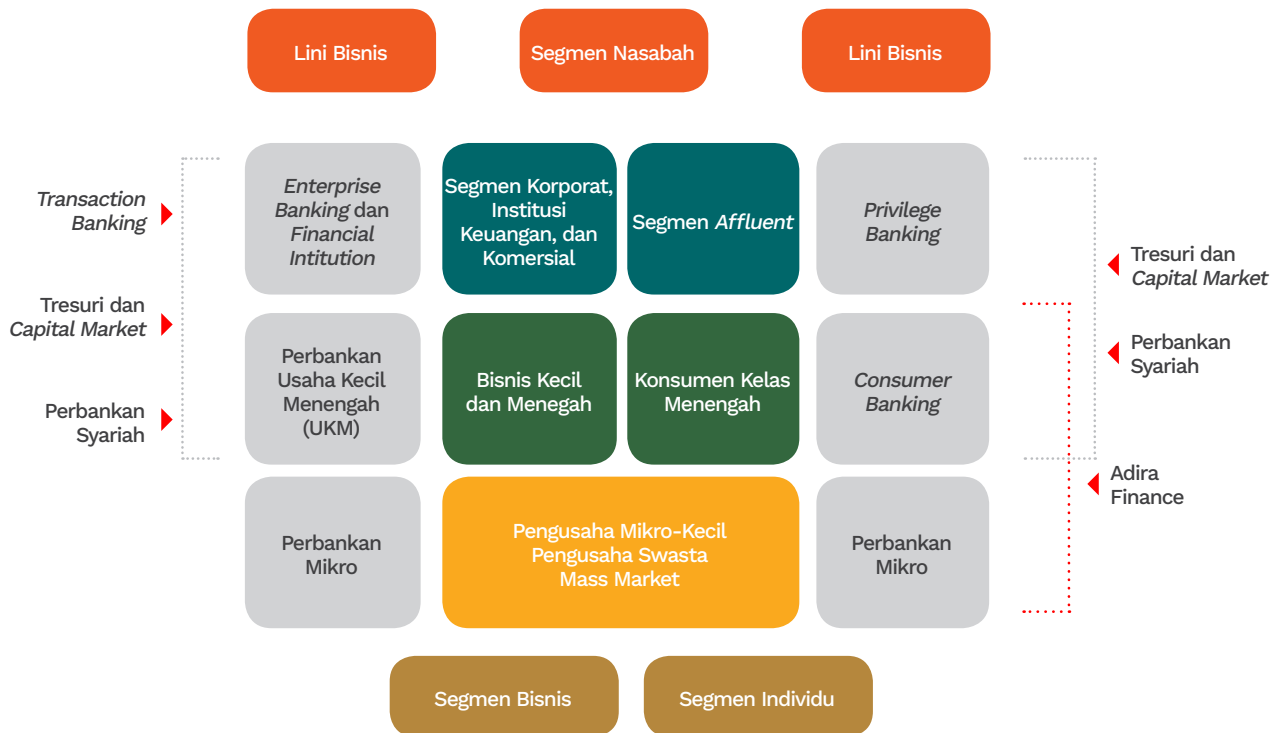 Lini Bisnis
Segmen Nasabah
Lini Bisnis
Transaction
Banking
Tresuri dan
Capital Market
Perbankan
Syariah
Enterprise
Banking dan
Financial
Intitution
Segmen Korporat,
Institusi
Keuangan, dan
Komersial
Segmen Affluent
Privilege
Banking
Perbankan
Usaha Kecil
Menengah
(UKM)
Bisnis Kecil
dan Menegah
Konsumen Kelas
Menengah
Consumer
Banking
Perbankan
Mikro
Pengusaha Mikro-Kecil
Pengusaha Swasta
Mass Market
Perbankan
Mikro
Tresuri dan
Capital Market
Perbankan
Syariah
Adira
Finance
Segmen Bisnis
Segmen Individu